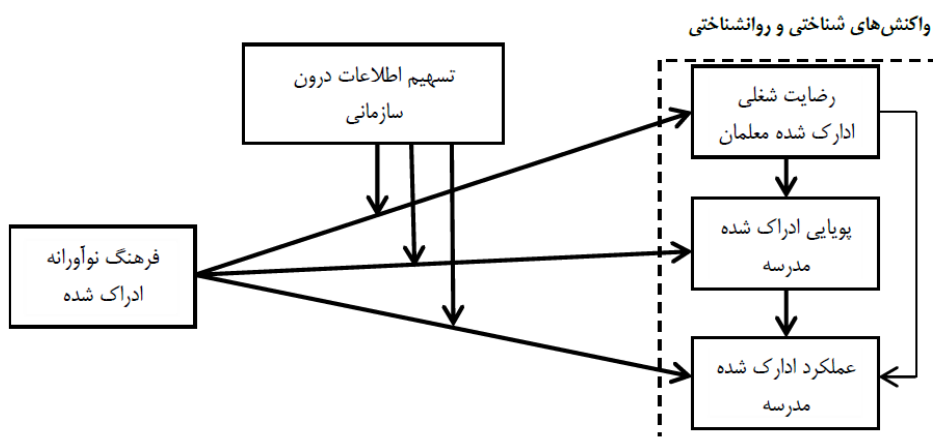 واکنش‌های شناختی و روانشناختی
تسهیم اطلاعات درون
سازمانی
رضایت شغلی
ادارک شده معلمان
پویایی ادراک شده
مدرسه
فرهنگ نوآورانه
ادراک شده
عملکرد ادارک شده
مدرسه